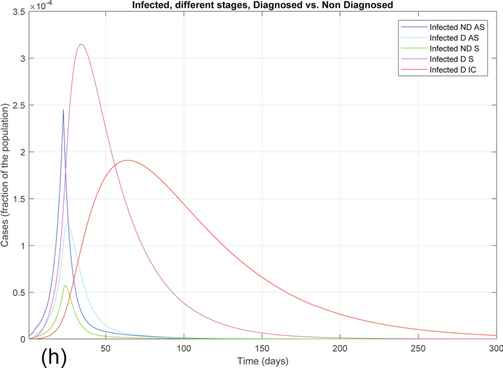 Infected, different stages, Diagnosed vs. Non Diagnosed
×10-4
Infected ND AS
Infected D AS
Infected ND S
Infected D S
Infected D IC
Cases (fraction of the population)
3.5
3
2.5
2
1.5
1
0.5
0
50 100 150 200 250 300
Time (days)
(h)